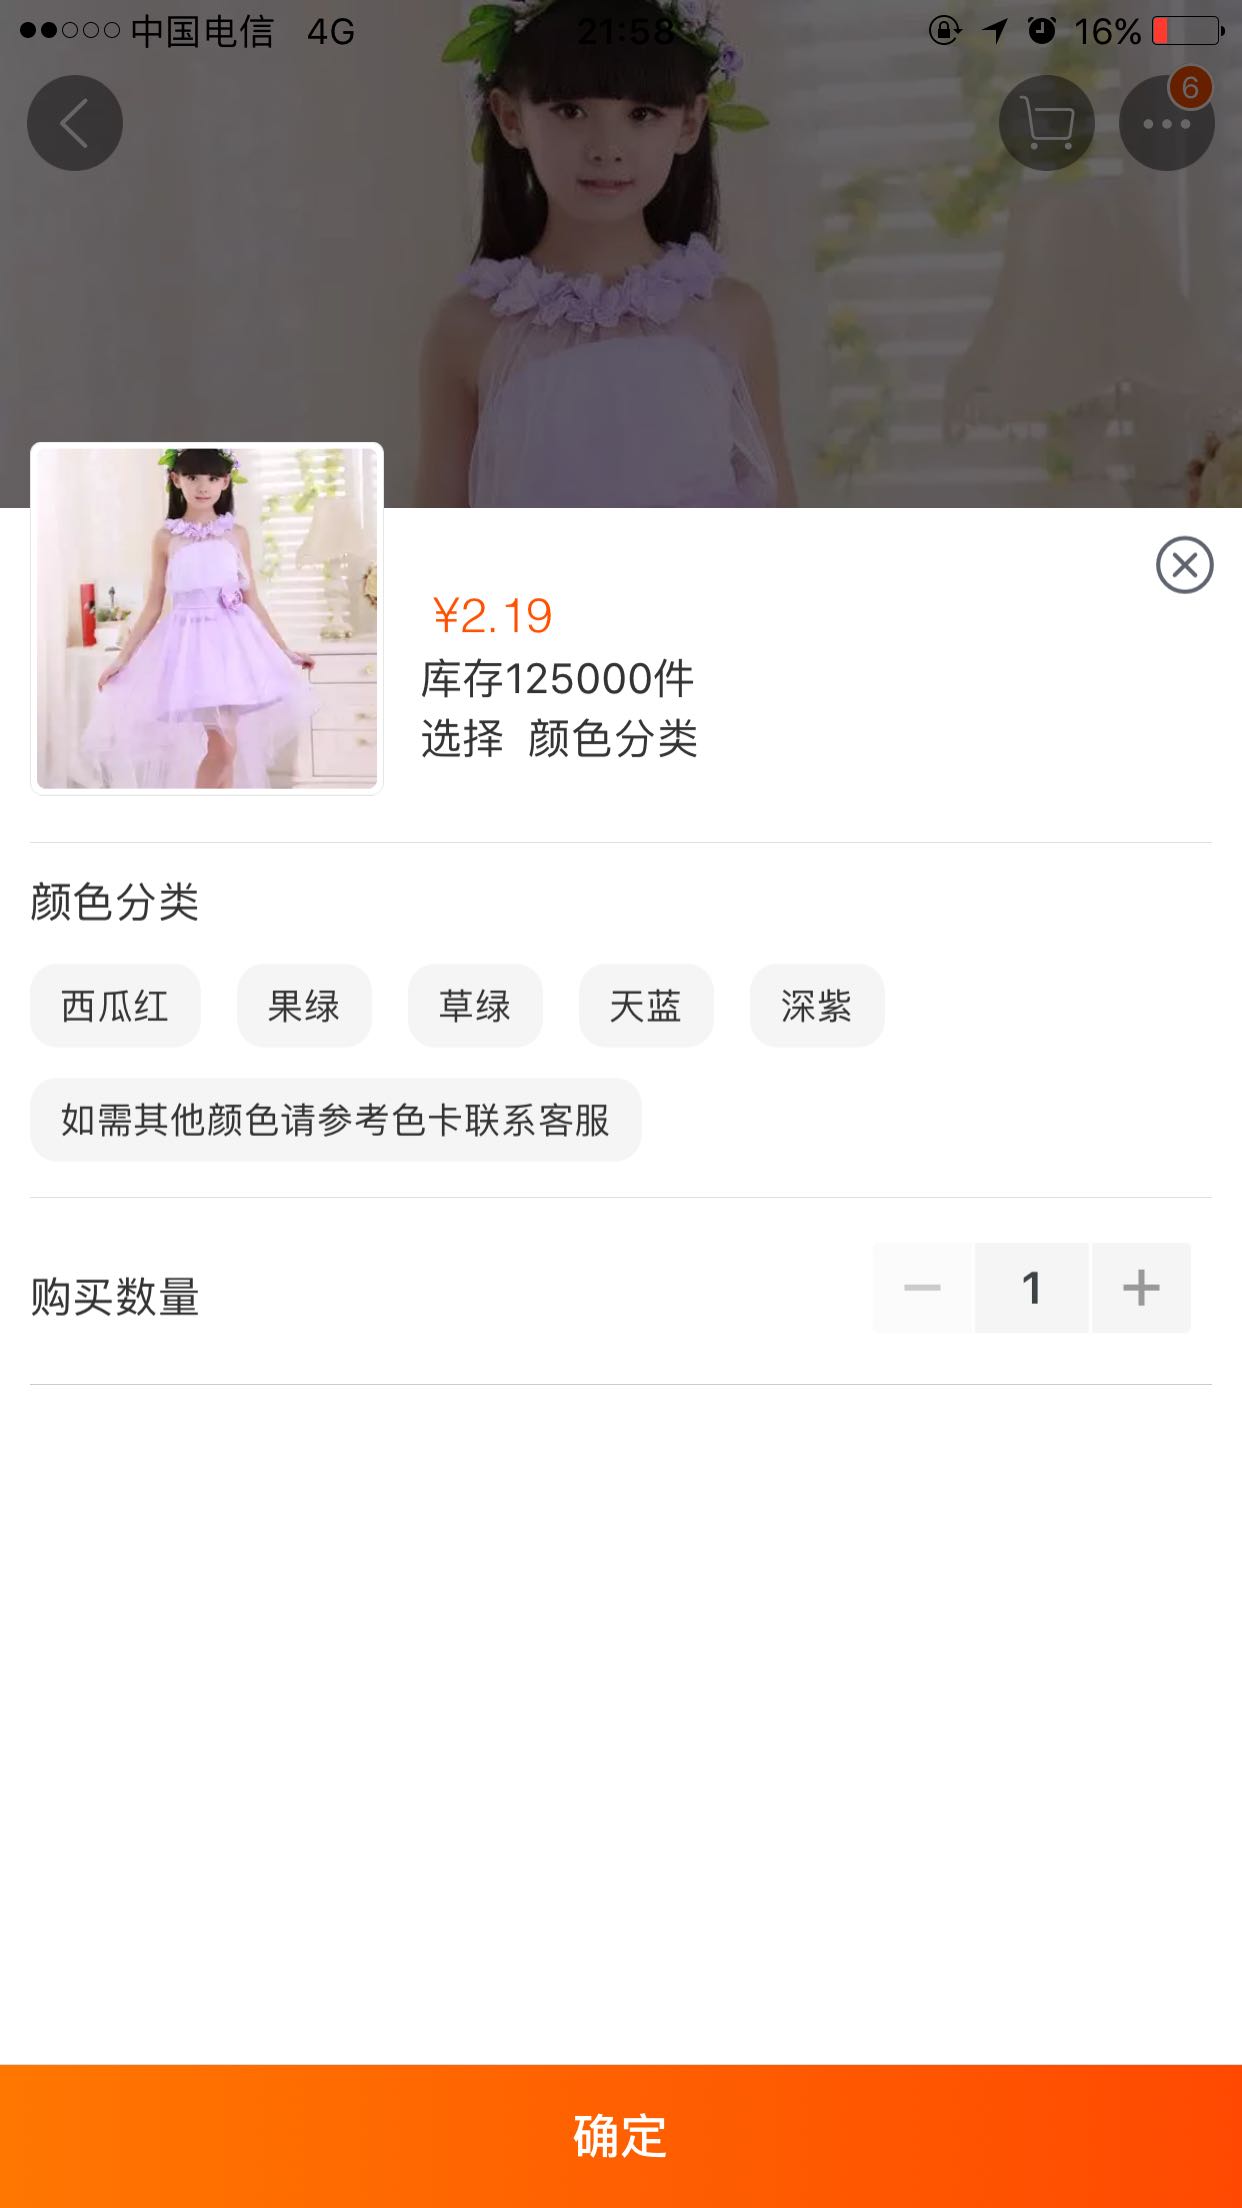 中国电信 4G 21:58 16%
6
¥2.19
库存125000件
选择 颜色分类
颜色分类
西瓜红 果绿 草绿 天蓝 深紫
如需其他颜色请参考色卡联系客服
购买数量 1
确定